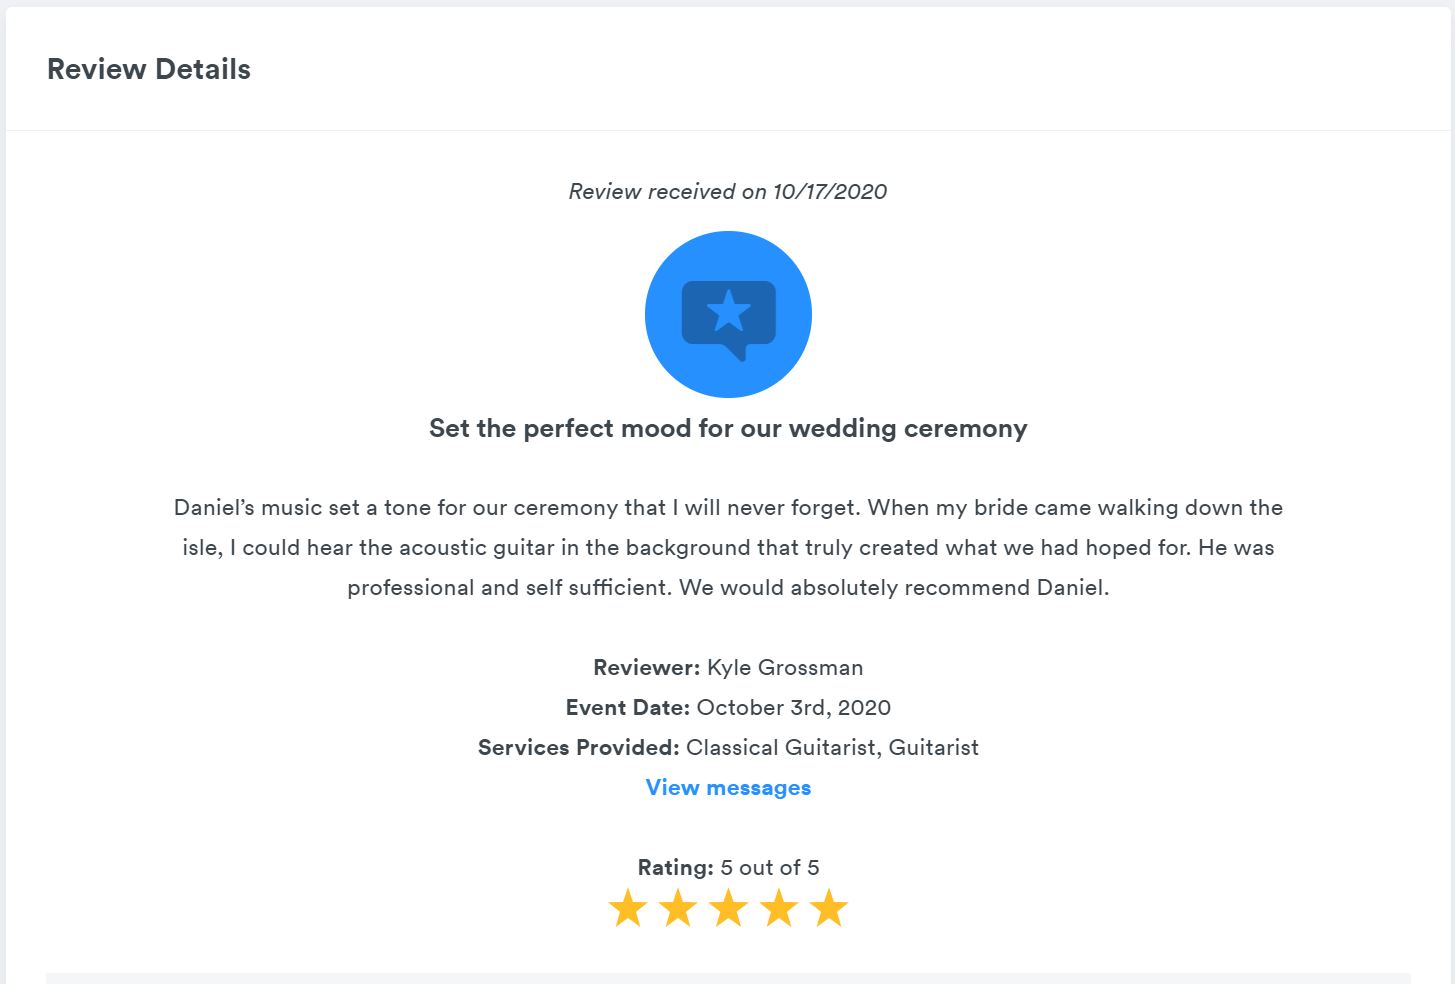 Review Details
Review received on 10/17/2020
Set the perfect mood for our wedding ceremony
Daniel’s music set a tone for our ceremony that I will never forget. When my bride came walking down the
isle, I could hear the acoustic guitar in the background that truly created what we had hoped for. He was
professional and self sufficient. We would absolutely recommend Daniel.
Reviewer: Kyle Grossman
Event Date: October 3rd, 2020
Services Provided: Classical Guitarist, Guitarist
View messages
Rating: 5 out of 5